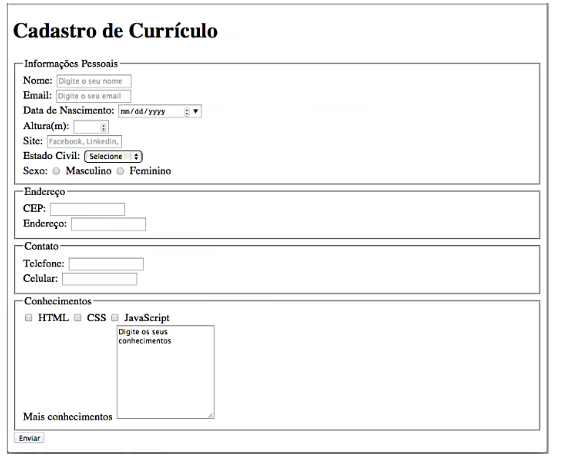 Cadastro de Currículo
Informações Pessoais
Nome: Digite o seu nome
Email: Digite o seu email
Data de Nascimento: mm/dd/yyyy
Altura(m):
Site: Facebook, Linkedin,
Estado Civil: Selecione
Sexo: Masculino Feminino
Endereço
CEP:
Endereço:
Contato
Telefone:
Celular:
Conhecimentos
HTML CSS JavaScript
Digite os seus
conhecimentos
Mais conhecimentos
Enviar